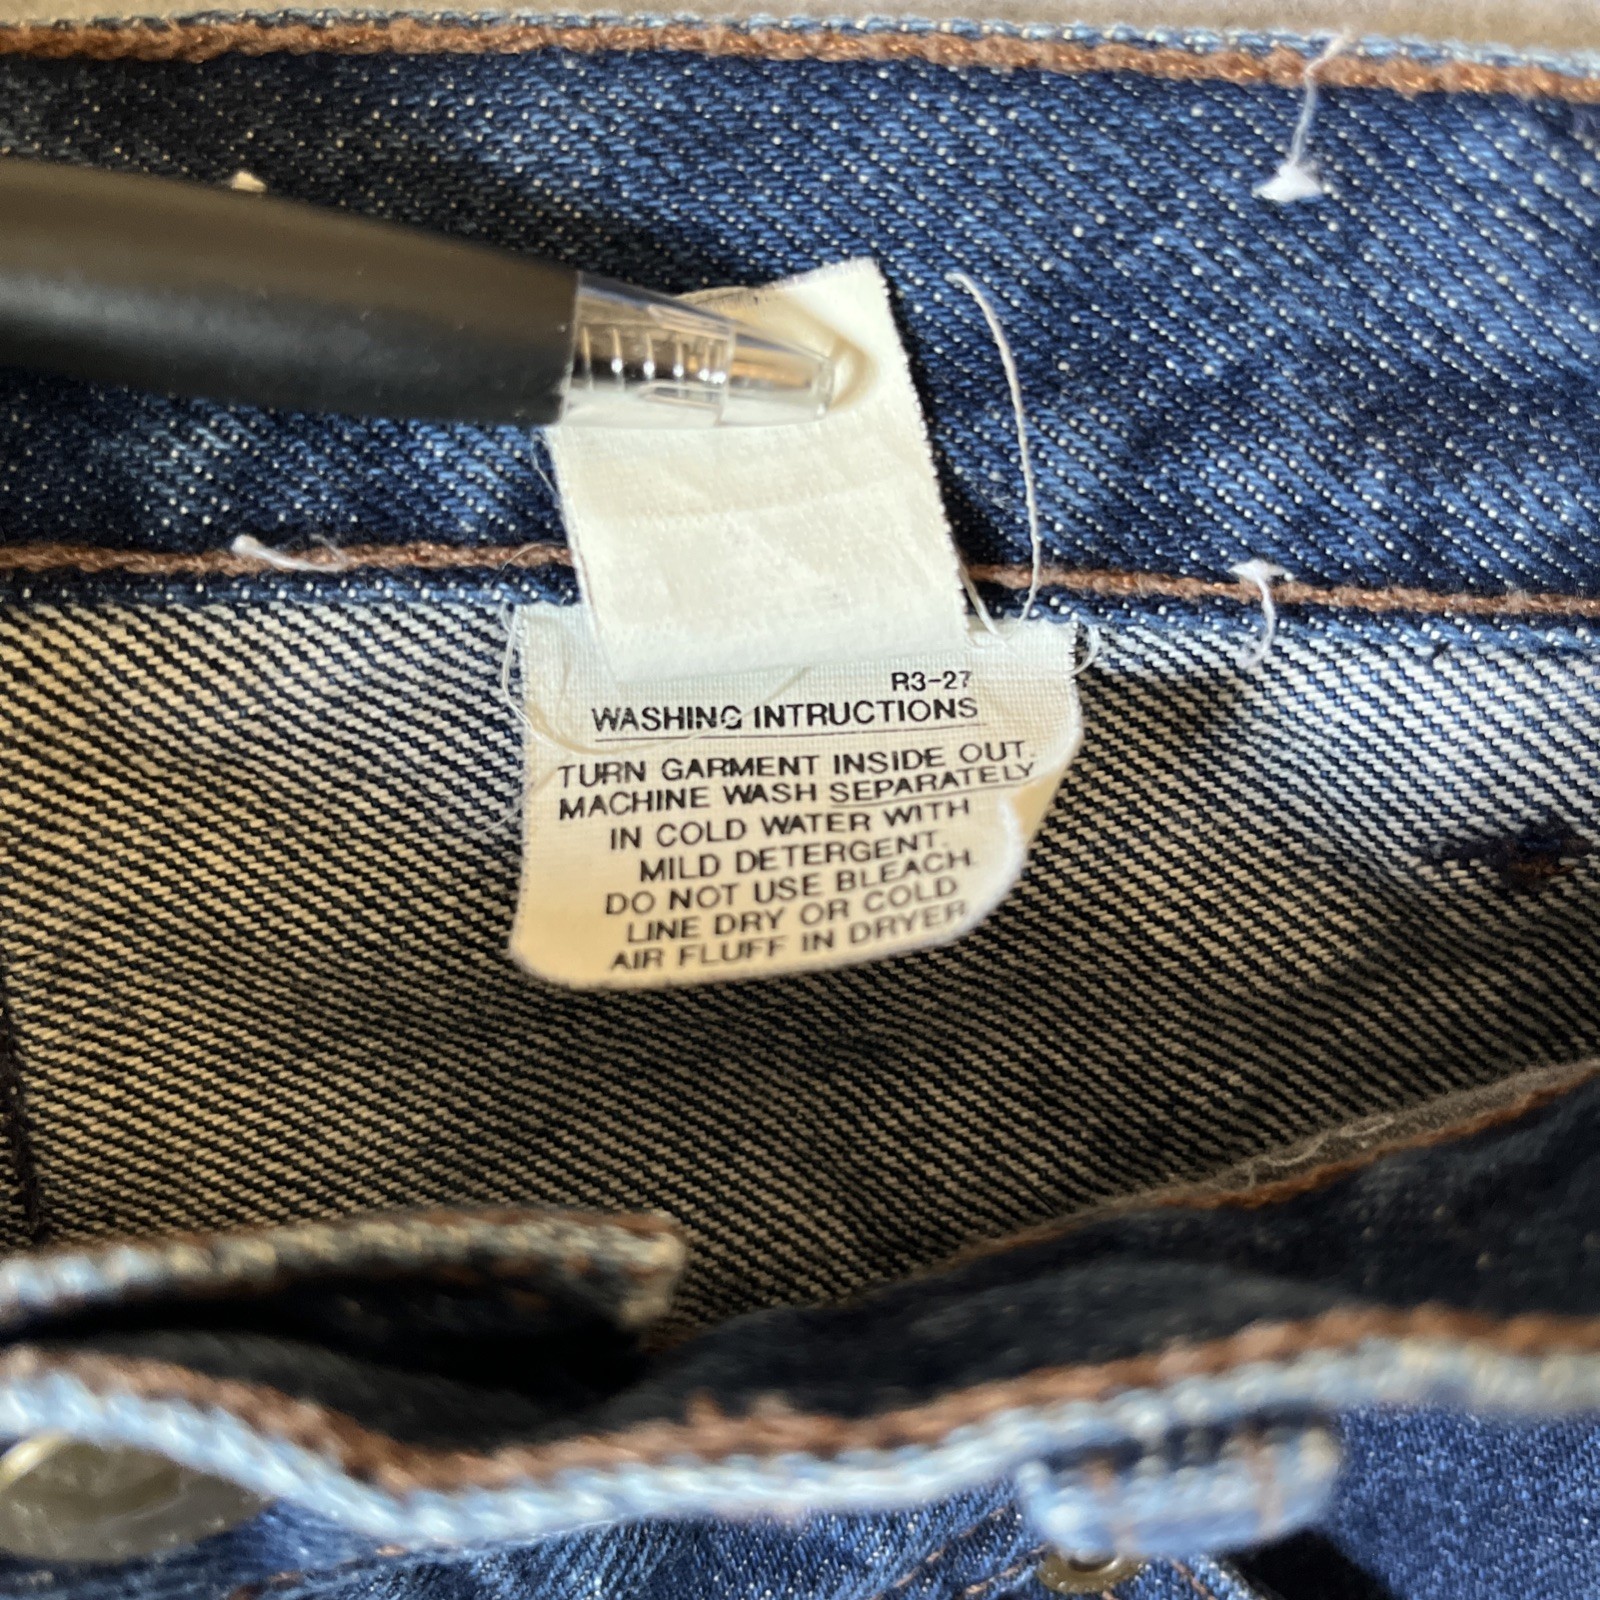 R3-27
WASHING INTRUCTIONS
TURN GARMENT INSIDE OUT.
MACHINE WASH SEPARATELY
IN COLD WATER WITH
MILD DETERGENT.
DO NOT USE BLEACH.
LINE DRY OR COLD
AIR FLUFF IN DRYER